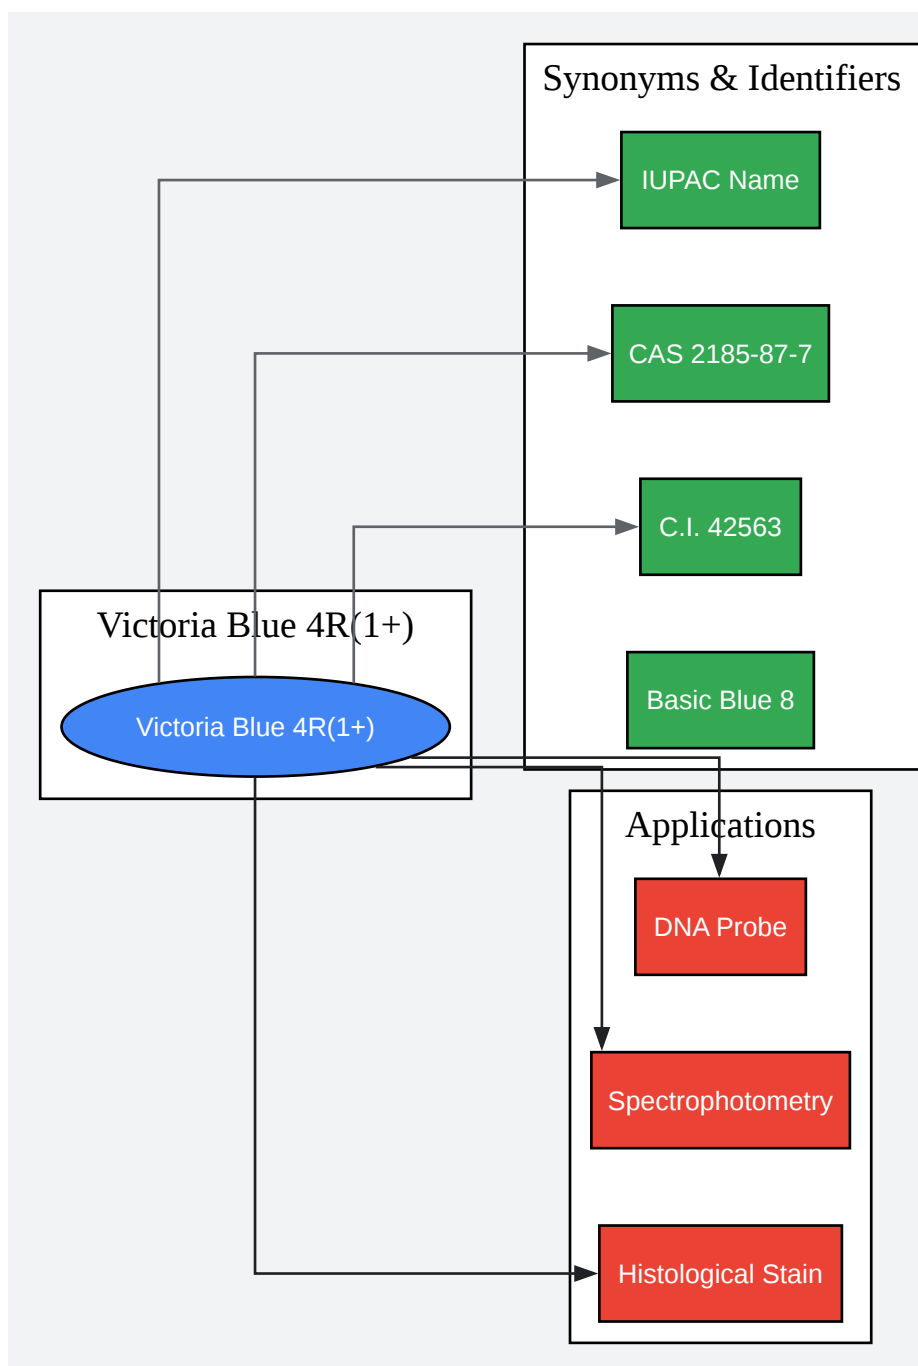 Synonyms & Identifiers
IUPAC Name
CAS 2185-87-7
C.I. 42563
Basic Blue 8
Victoria Blue 4R(1+)
Victoria Blue 4R(1+)
Applications
DNA Probe
Spectrophotometry
Histological Stain